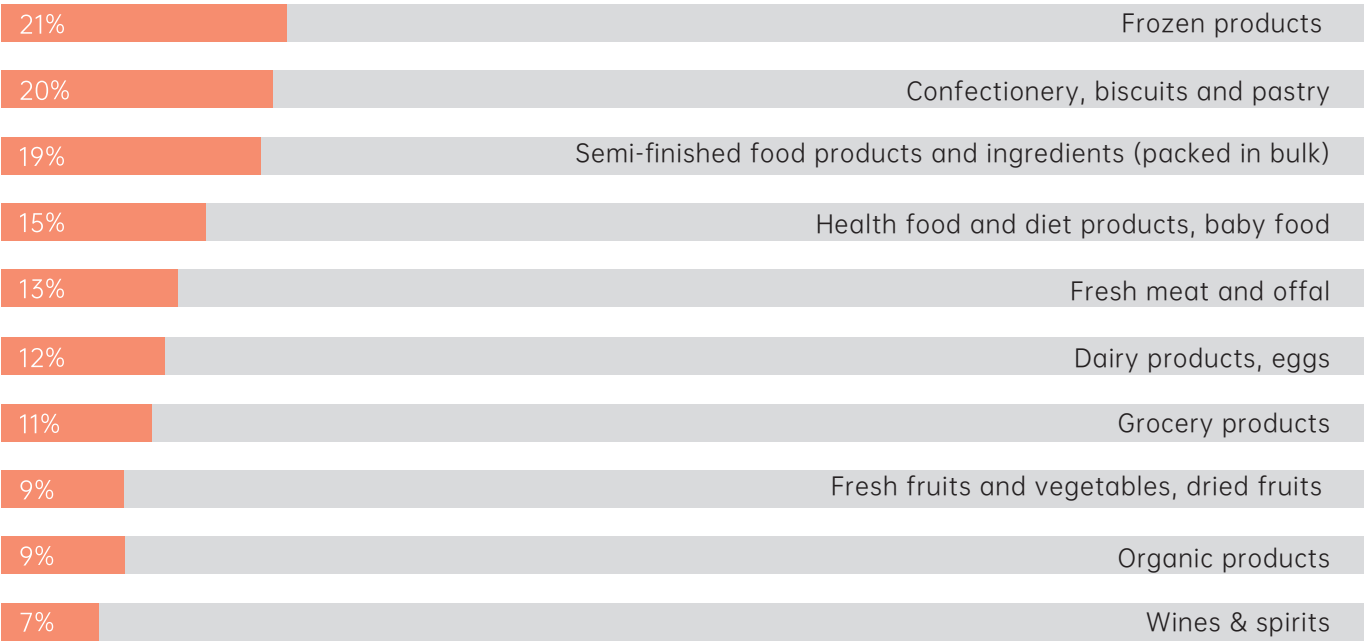 21% Frozen products
20% Confectionery, biscuits and pastry
19% Semi-finished food products and ingredients (packed in bulk)
15% Health food and diet products, baby food
13% Fresh meat and offal
12% Dairy products, eggs
11% Grocery products
9% Fresh fruits and vegetables, dried fruits
9% Organic products
7% Wines & spirits